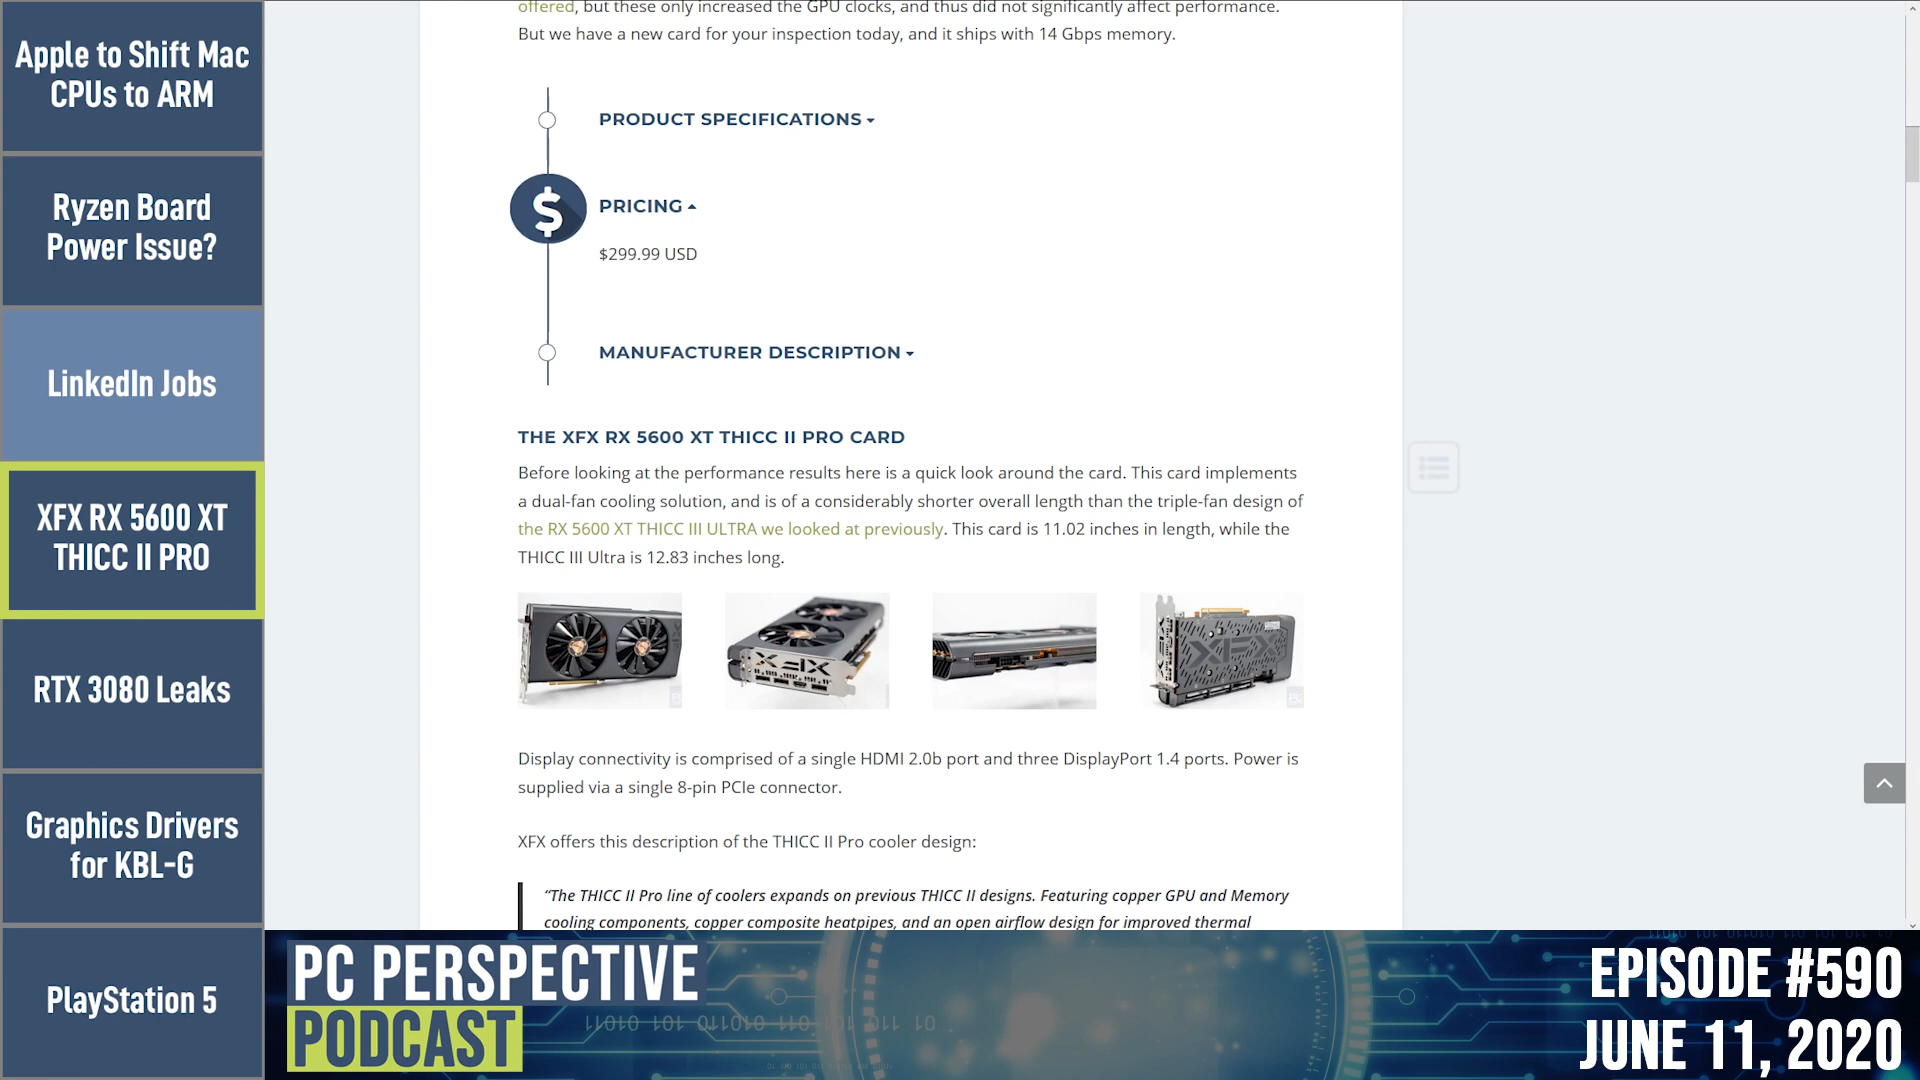 Apple to Shift Mac
CPUs to ARM
Ryzen Board
Power Issue?
LinkedIn Jobs
XFX RX 5600 XT
THICC II PRO
RTX 3080 Leaks
Graphics Drivers
for KBL-G
PlayStation 5
offered, but these only increased the GPU clocks, and thus did not significantly affect performance.
But we have a new card for your inspection today, and it ships with 14 Gbps memory.
PRODUCT SPECIFICATIONS
$
PRICING
$299.99 USD
MANUFACTURER DESCRIPTION
THE XFX RX 5600 XT THICC II PRO CARD
Before looking at the performance results here is a quick look around the card. This card implements
a dual-fan cooling solution, and is of a considerably shorter overall length than the triple-fan design of
the RX 5600 XT THICC III ULTRA we looked at previously. This card is 11.02 inches in length, while the
THICC III Ultra is 12.83 inches long.
XFX
XFX
Display connectivity is comprised of a single HDMI 2.0b port and three DisplayPort 1.4 ports. Power is
supplied via a single 8-pin PCIe connector.
XFX offers this description of the THICC II Pro cooler design:
“The THICC II Pro line of coolers expands on previous THICC II designs. Featuring copper GPU and Memory
cooling components, copper composite heatpipes, and an open airflow design for improved thermal
PC PERSPECTIVE
PODCAST
EPISODE #590
JUNE 11, 2020